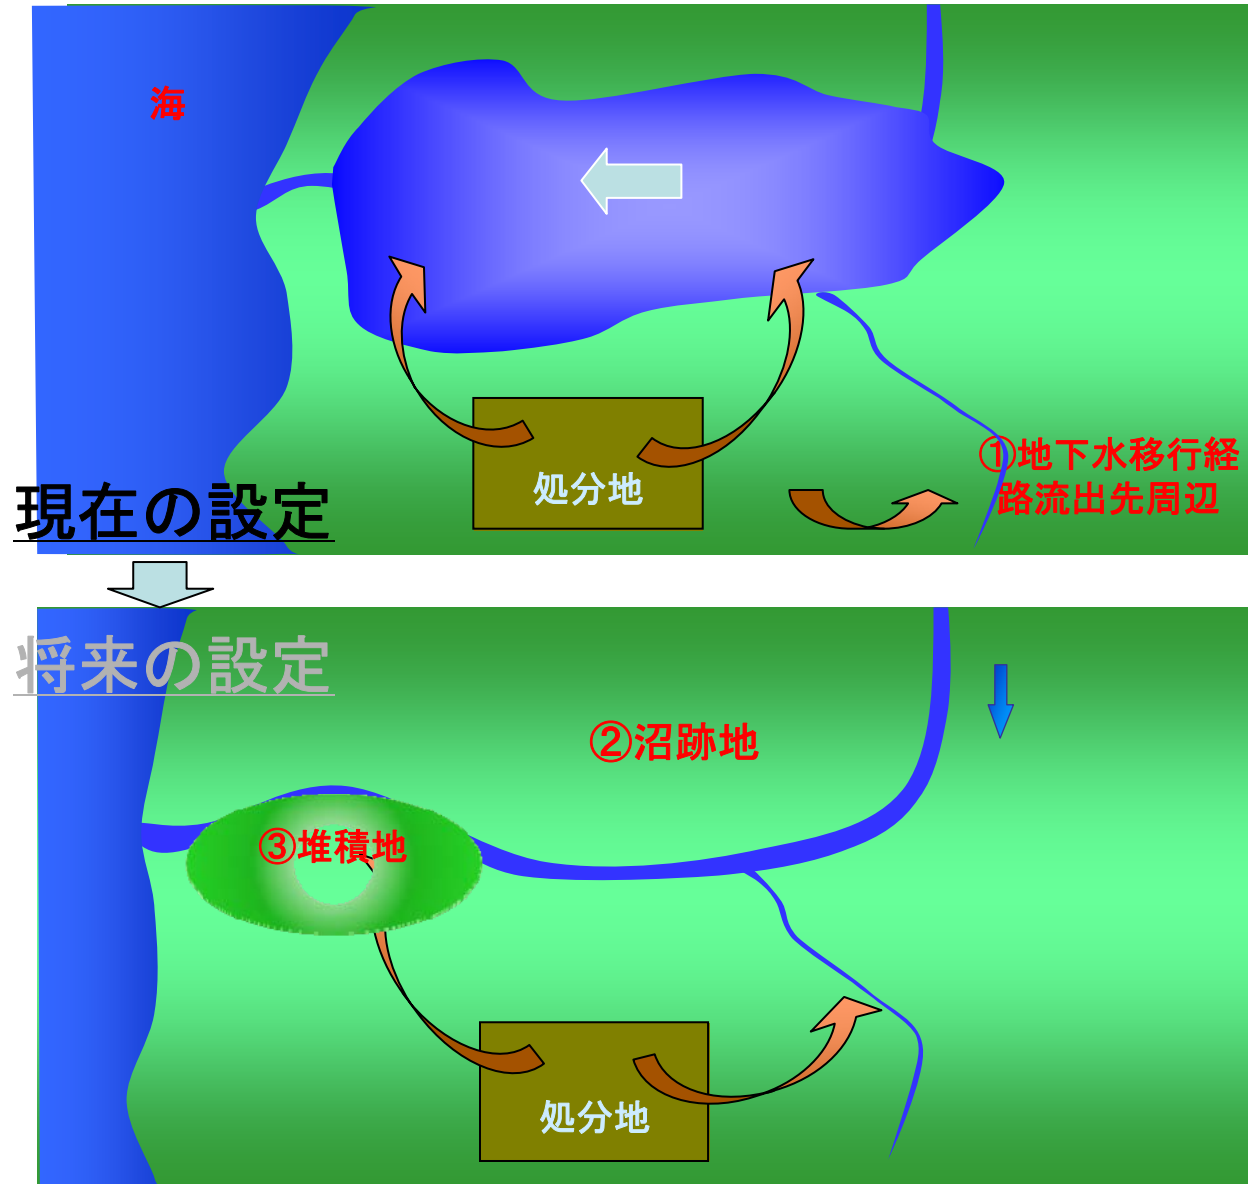 海
①地下水移行経
路流出先周辺
処分地
現在の設定
将来の設定
②沼跡地
③堆積地
処分地